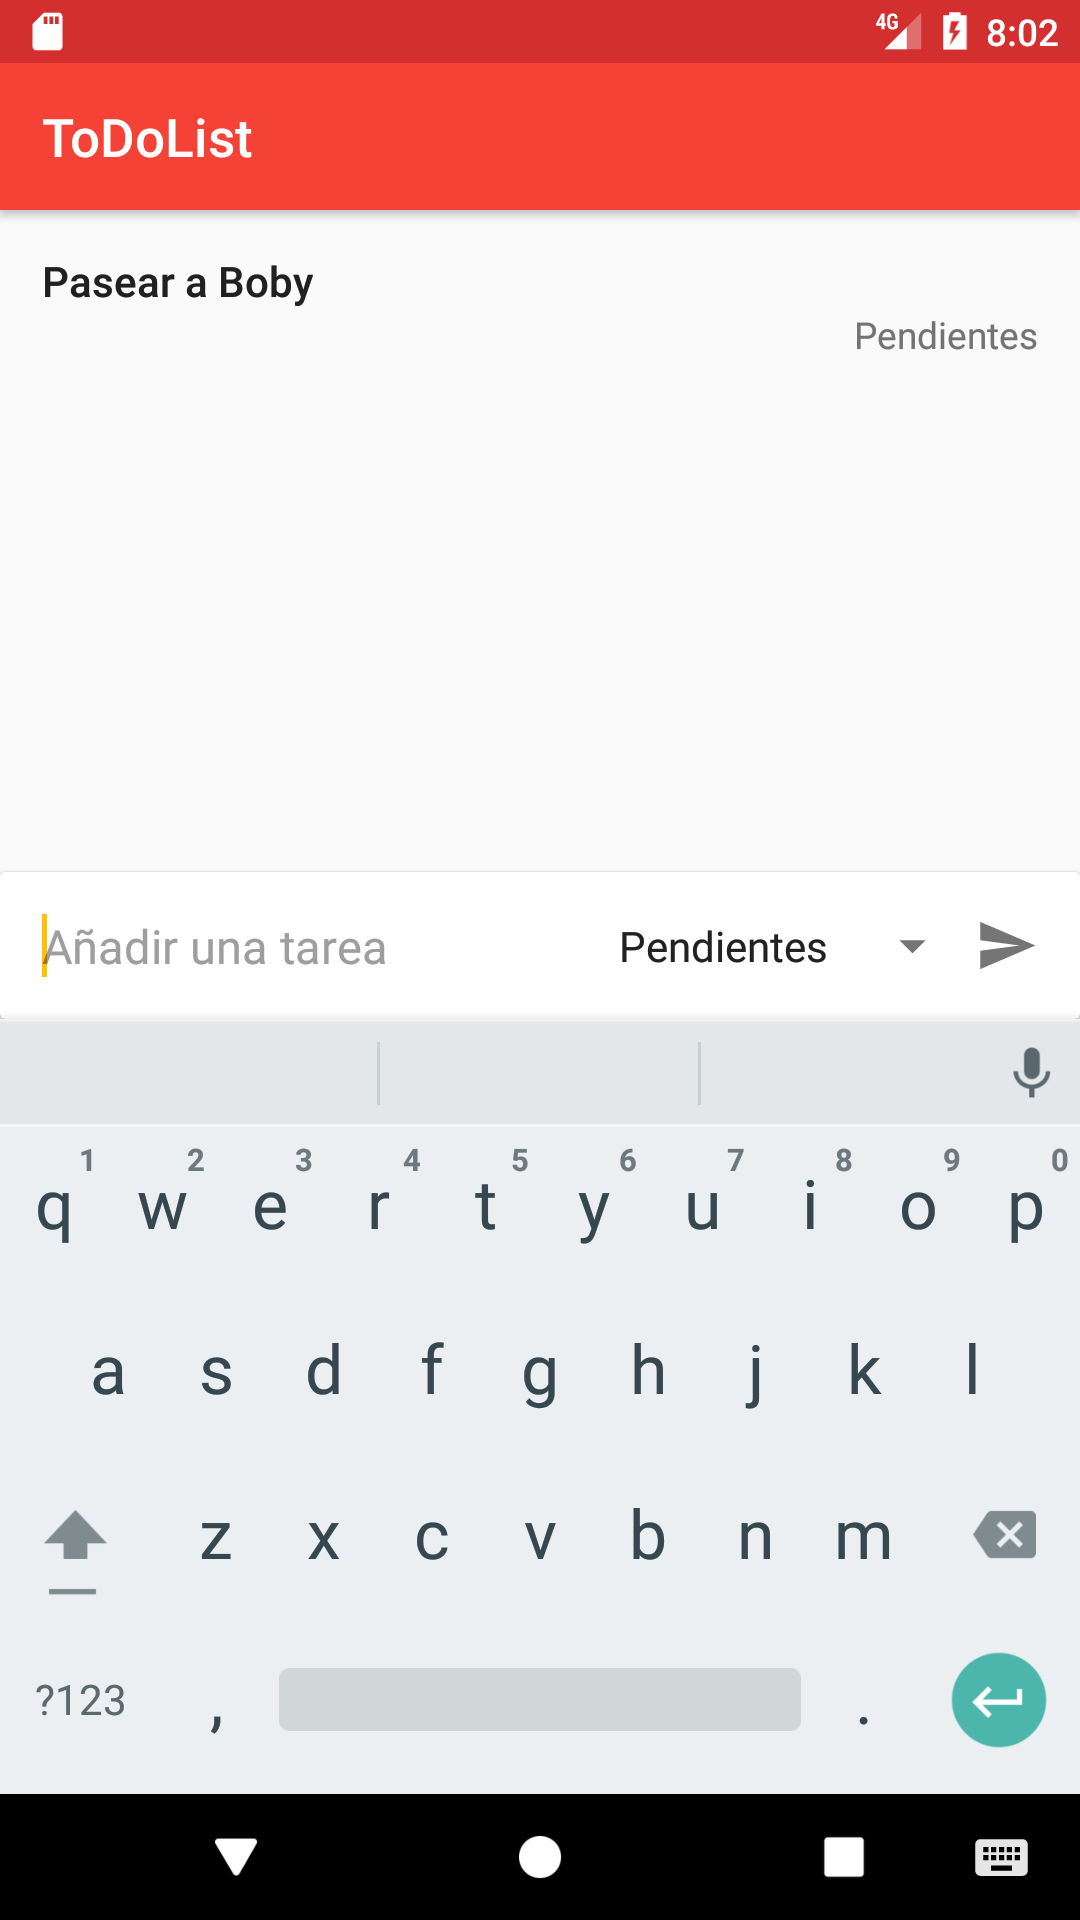 4G 8:02
ToDoList
Pasear a Boby
Pendientes
Añadir una tarea Pendientes
1 2 3 4 5 6 7 8 9 0
q w e r t y u i o p
a s d f g h j k l
z x c v b n m
?123 , .